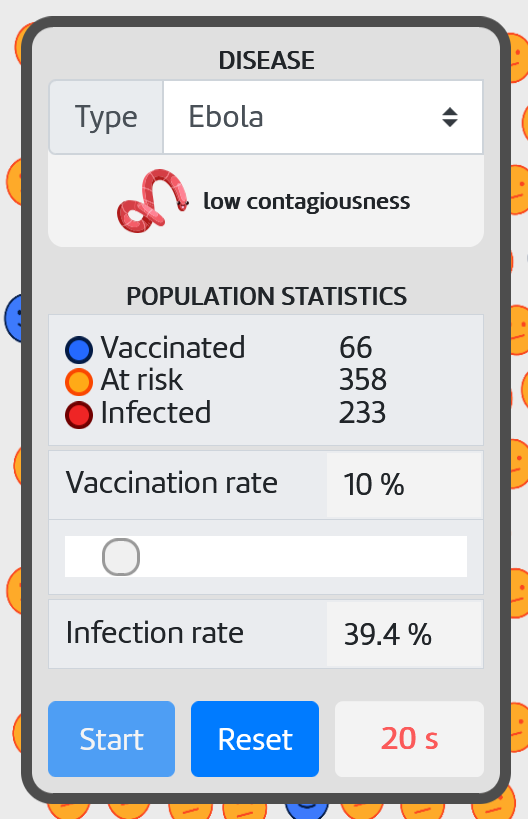 DISEASE
Type Ebola
low contagiousness
POPULATION STATISTICS
Vaccinated 66
At risk 358
Infected 233
Vaccination rate 10 %
Infection rate 39.4 %
Start Reset 20 s